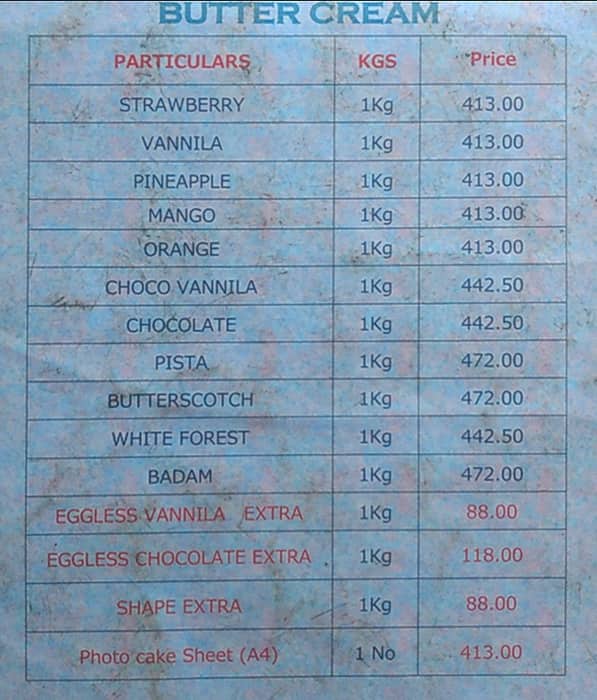 BUTTER CREAM
PARTICULARS KGS Price
STRAWBERRY 1Kg 413.00
VANNILA 1Kg 413.00
PINEAPPLE 1Kg 413.00
MANGO 1Kg 413.00
ORANGE 1Kg 413.00
CHOCO VANNILA 1Kg 442.50
CHOCOLATE 1Kg 442.50
PISTA 1Kg 472.00
BUTTERSCOTCH 1Kg 472.00
WHITE FOREST 1Kg 442.50
BADAM 1Kg 472.00
EGGLESS VANNILA EXTRA 1Kg 88.00
EGGLESS CHOCOLATE EXTRA 1Kg 118.00
SHAPE EXTRA 1Kg 88.00
Photo cake Sheet (A4) 1 No 413.00